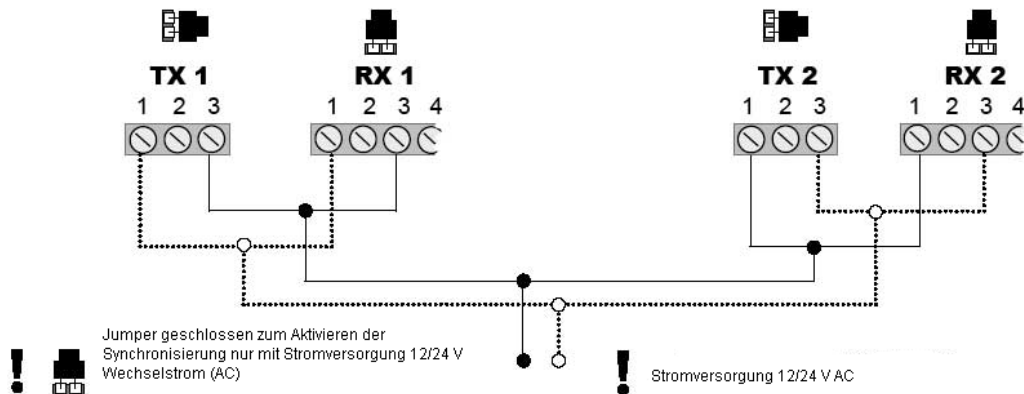 TX 1 RX 1 TX 2 RX 2
1 2 3 1 2 3 4 1 2 3 1 2 3 4
Jumper geschlossen zum Aktivieren der
Synchronisierung nur mit Stromversorgung 12/24 V
Wechselstrom (AC)
! Stromversorgung 12/24 V AC